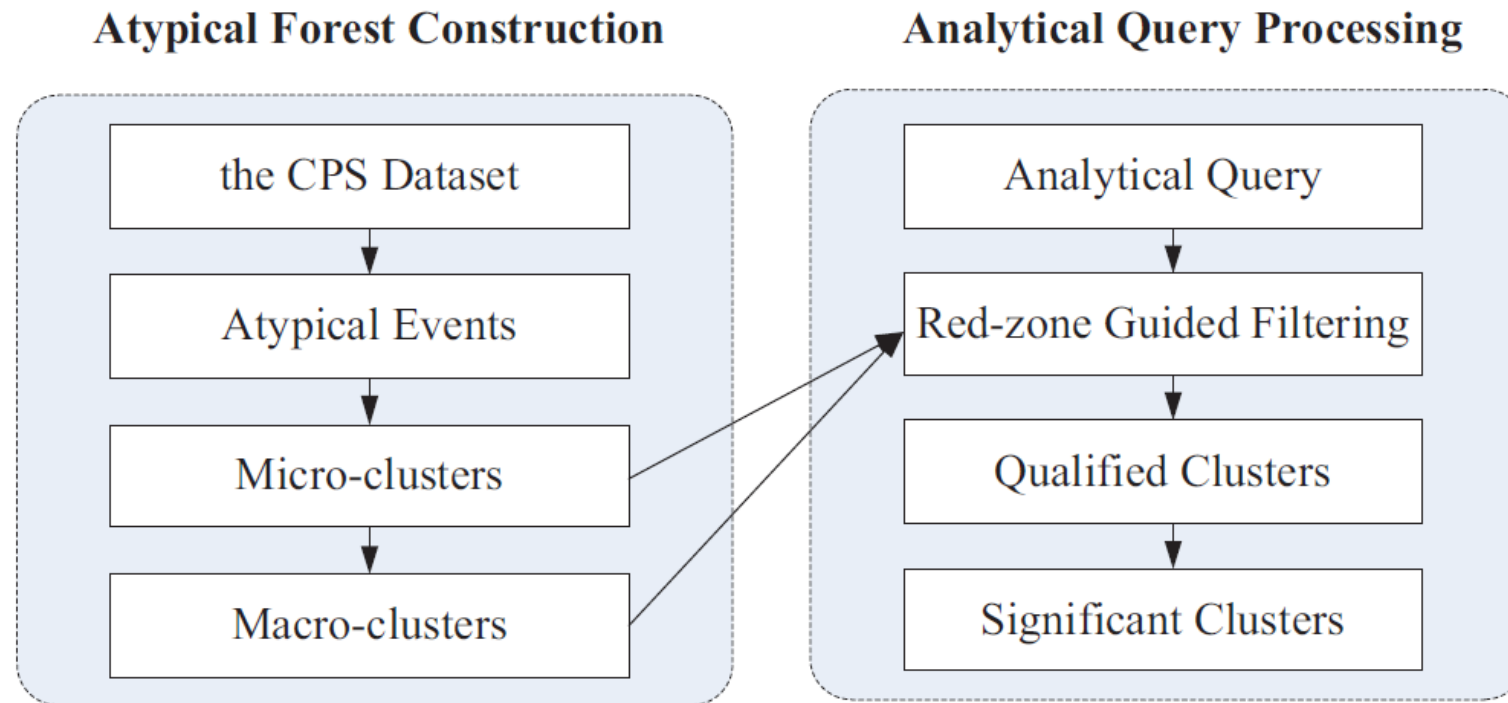 Atypical Forest Construction
the CPS Dataset
Atypical Events
Micro-clusters
Macro-clusters
Analytical Query Processing
Analytical Query
Red-zone Guided Filtering
Qualified Clusters
Significant Clusters